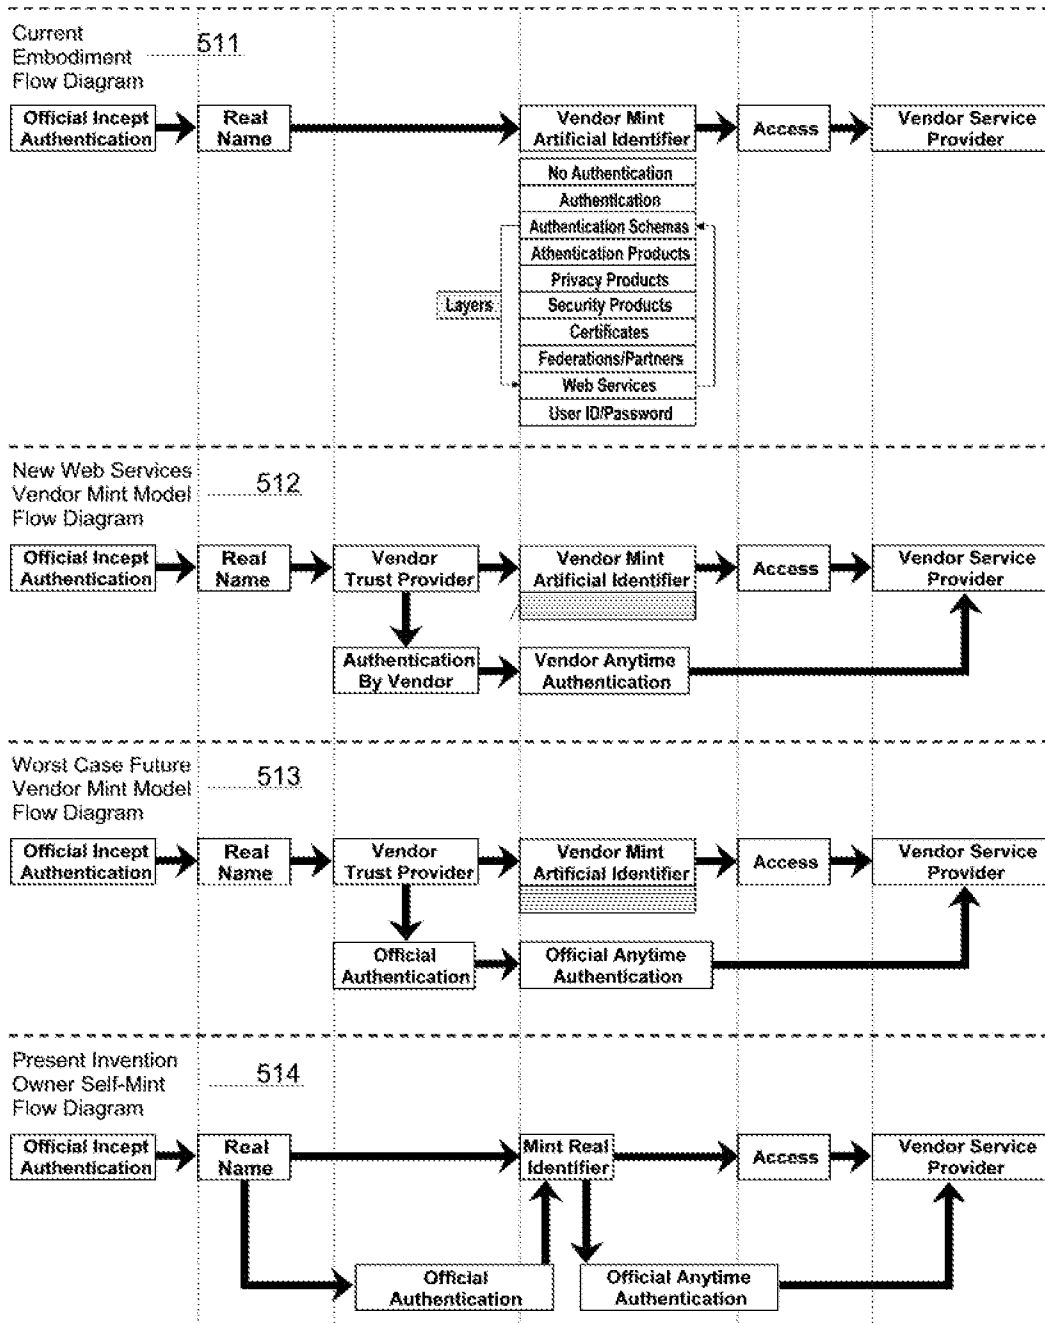 Current
Embodiment
Flow Diagram
511
Official Incept
Authentication
Real
Name
Vendor Mint
Artificial Identifier
Access
Vendor Service
Provider
No Authentication
Authentication
Authentication Schemas
Athentication Products
Privacy Products
Security Products
Certificates
Federations/Partners
Web Services
User ID/Password
Layers
New Web Services
Vendor Mint Model
Flow Diagram
512
Official Incept
Authentication
Real
Name
Vendor
Trust Provider
Vendor Mint
Artificial Identifier
Access
Vendor Service
Provider
Authentication
By Vendor
Vendor Anytime
Authentication
Worst Case Future
Vendor Mint Model
Flow Diagram
513
Official Incept
Authentication
Real
Name
Vendor
Trust Provider
Vendor Mint
Artificial Identifier
Access
Vendor Service
Provider
Official
Authentication
Official Anytime
Authentication
Present Invention
Owner Self-Mint
Flow Diagram
514
Official Incept
Authentication
Real
Name
Mint Real
Identifier
Access
Vendor Service
Provider
Official
Authentication
Official Anytime
Authentication